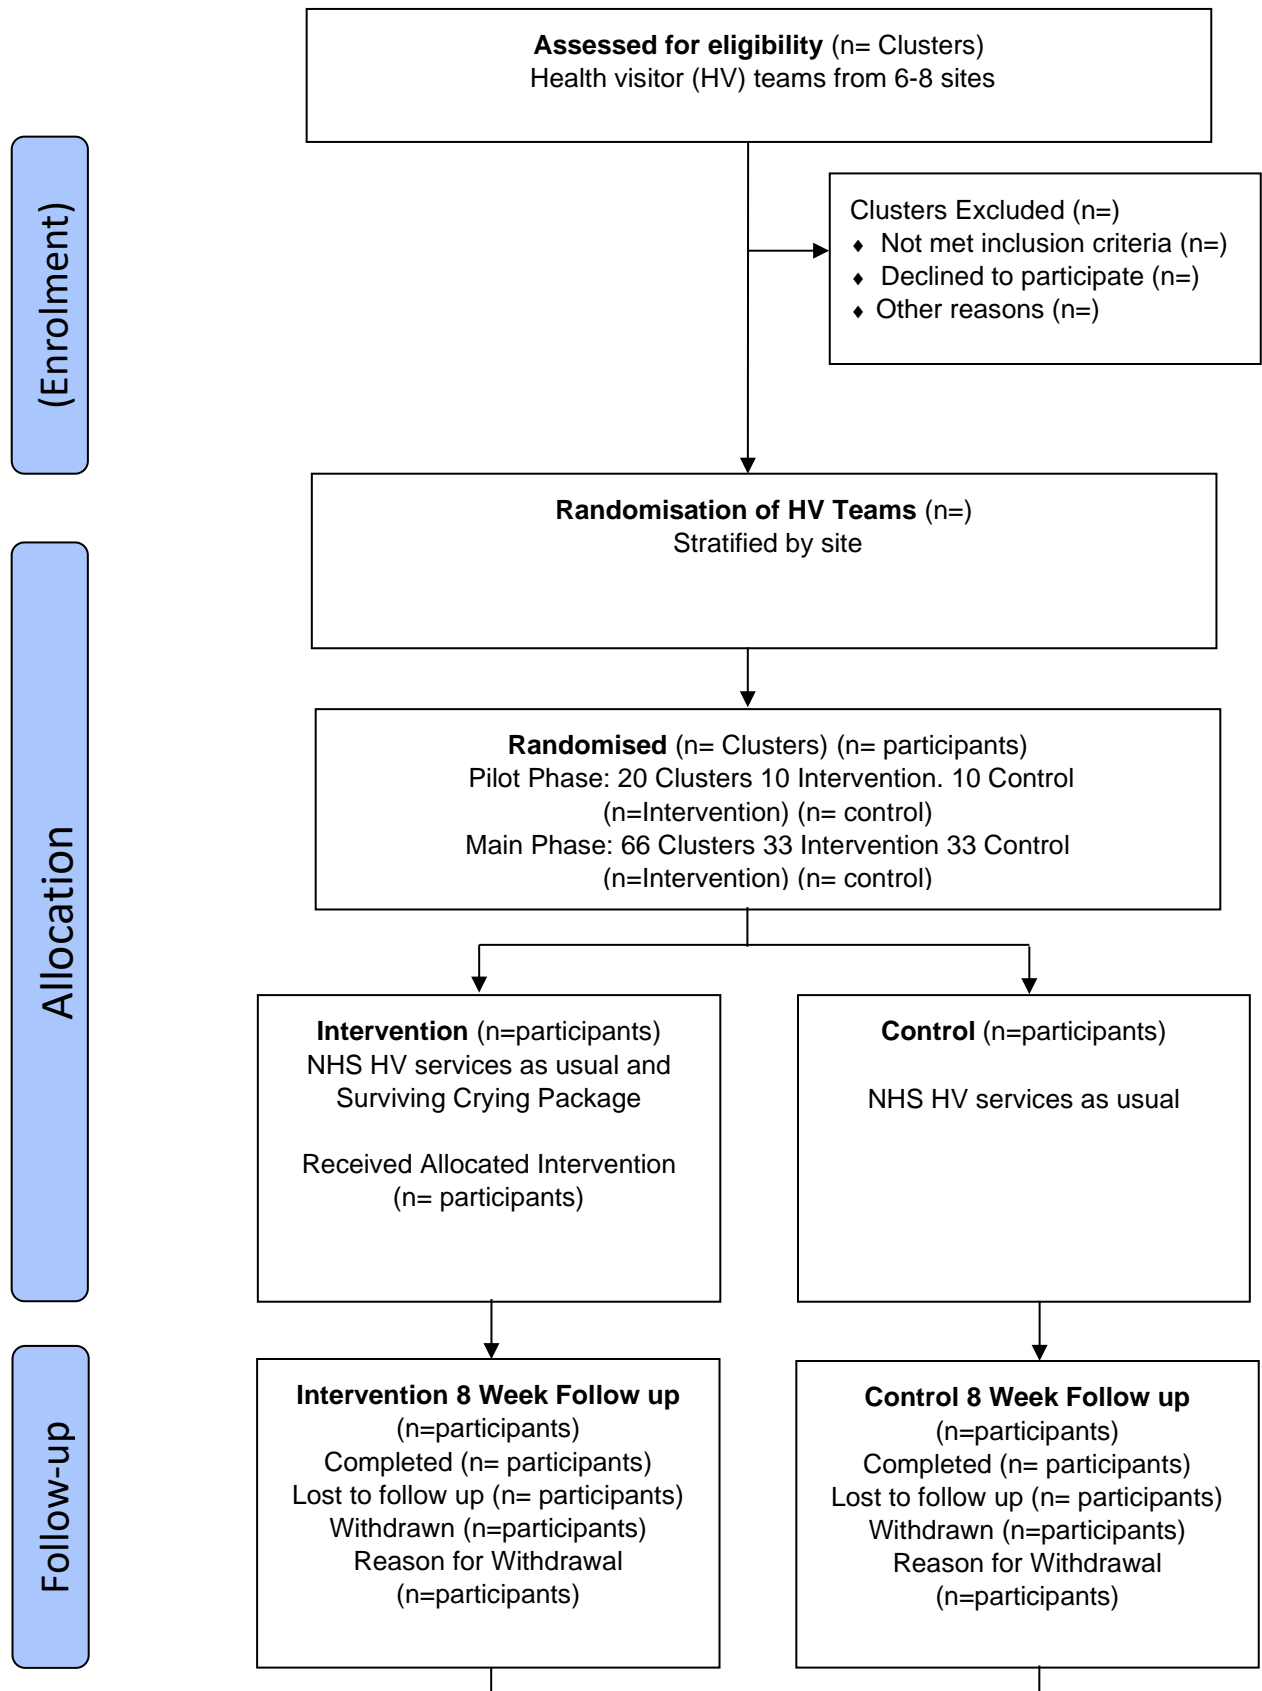 Assessed for eligibility (n= Clusters)
Health visitor (HV) teams from 6-8 sites
(Enrolment)
Clusters Excluded (n=)
♦ Not met inclusion criteria (n=)
♦ Declined to participate (n=)
♦ Other reasons (n=)
Randomisation of HV Teams (n=)
Stratified by site
Allocation
Randomised (n= Clusters) (n= participants)
Pilot Phase: 20 Clusters 10 Intervention. 10 Control
(n=Intervention) (n= control)
Main Phase: 66 Clusters 33 Intervention 33 Control
(n=Intervention) (n= control)
Intervention (n=participants)
NHS HV services as usual and
Surviving Crying Package
Received Allocated Intervention
(n= participants)
Control (n=participants)
NHS HV services as usual
Follow-up
Intervention 8 Week Follow up
(n=participants)
Completed (n= participants)
Lost to follow up (n= participants)
Withdrawn (n=participants)
Reason for Withdrawal
(n=participants)
Control 8 Week Follow up
(n=participants)
Completed (n= participants)
Lost to follow up (n= participants)
Withdrawn (n=participants)
Reason for Withdrawal
(n=participants)